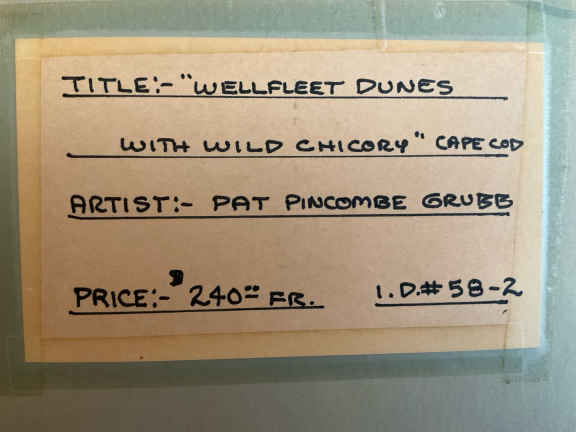 TITLE:- "WELLFLEET DUNES
WITH WILD CHICORY" CAPE COD
ARTIST:- PAT PINCOMBE GRUBB
PRICE:- $240.00 FR. I.D.# 58-2